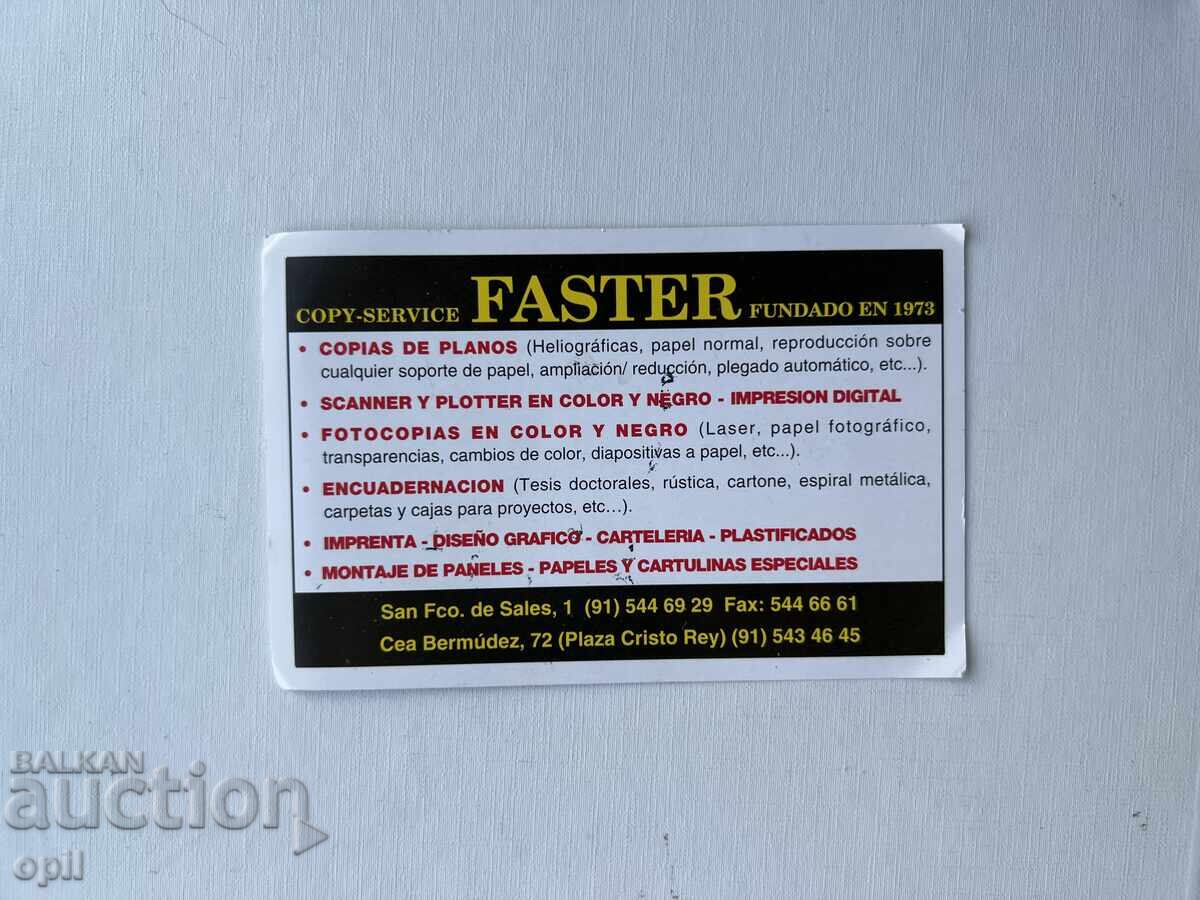 COPY-SERVICE FASTER FUNDADO EN 1973
• COPIAS DE PLANOS (Heliográficas, papel normal, reproducción sobre
cualquier soporte de papel, ampliación/ reducción, plegado automático, etc...).
• SCANNER Y PLOTTER EN COLOR Y NEGRO - IMPRESION DIGITAL
• FOTOCOPIAS EN COLOR Y NEGRO (Laser, papel fotográfico,
transparencias, cambios de color, diapositivas a papel, etc...).
• ENCUADERNACION (Tesis doctorales, rústica, cartone, espiral metálica,
carpetas y cajas para proyectos, etc...).
• IMPRENTA - DISEÑO GRAFICO - CARTELERIA - PLASTIFICADOS
• MONTAJE DE PANELES - PAPELES Y CARTULINAS ESPECIALES
San Fco. de Sales, 1 (91) 544 69 29 Fax: 544 66 61
Cea Bermúdez, 72 (Plaza Cristo Rey) (91) 543 46 45
BALKAN
auction
opil